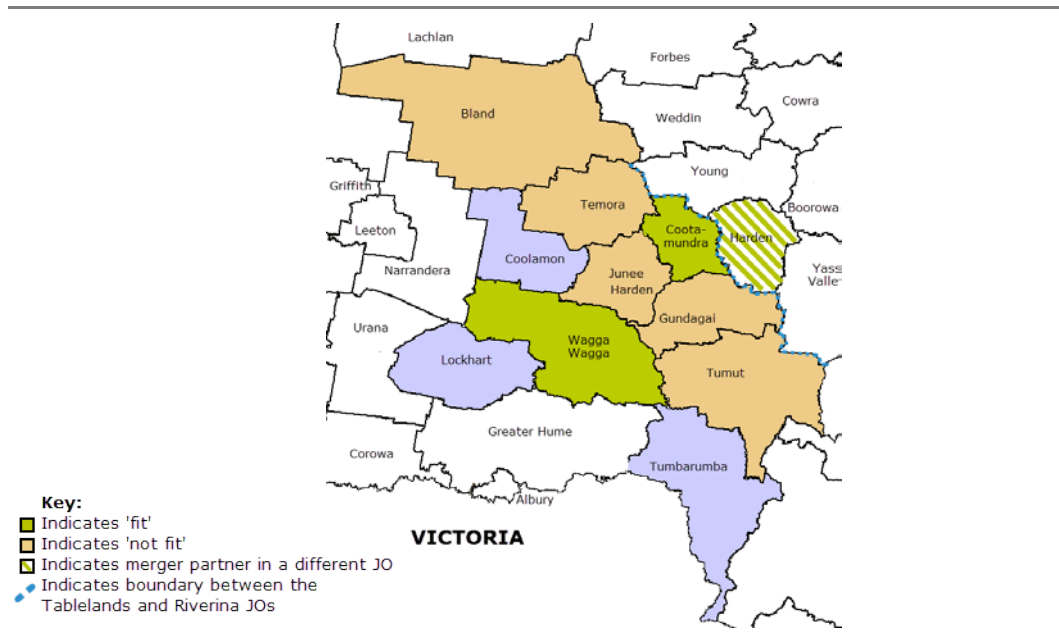 Lachlan
Forbes
Cowra
Bland
Weddin
Young
Griffith
Temora
Boorowa
Leeton
Coota-
mundra
Harden
Coolamon
Narrandera
Junee
Harden
Yass
Valley
Gundagai
Urana
Wagga
Wagga
Lockhart
Tumut
Greater Hume
Corowa
Tumbarumba
Albury
VICTORIA
Key:
Indicates 'fit'
Indicates 'not fit'
Indicates merger partner in a different JO
Indicates boundary between the
Tablelands and Riverina JOs